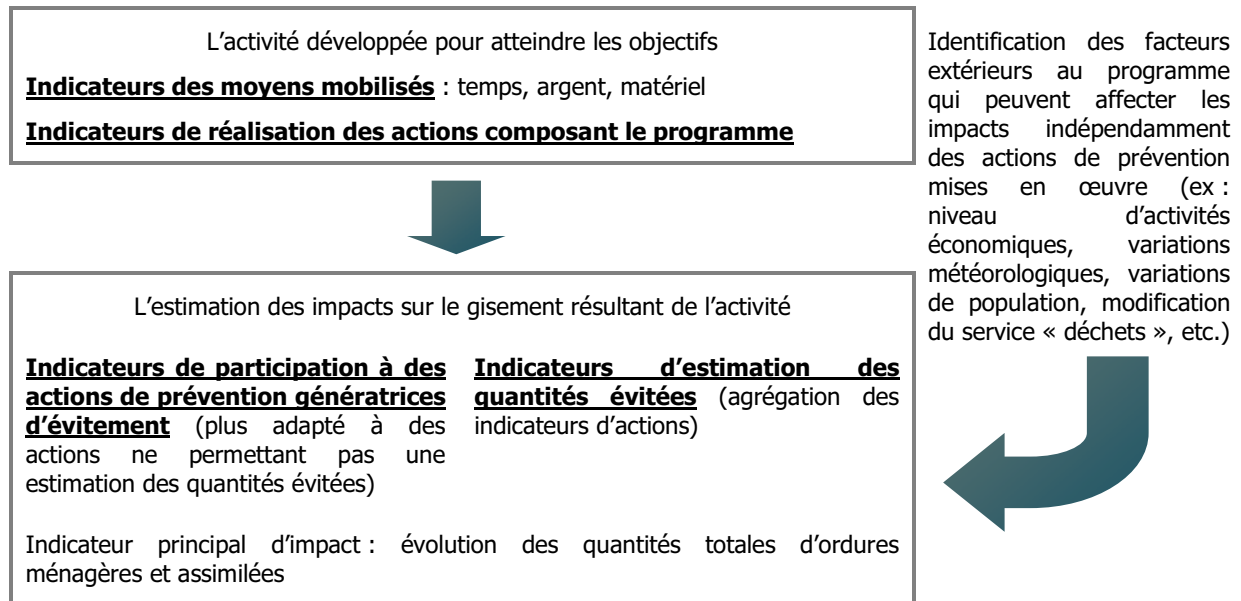 L'activité développée pour atteindre les objectifs
Indicateurs des moyens mobilisés : temps, argent, matériel
Indicateurs de réalisation des actions composant le programme
L'estimation des impacts sur le gisement résultant de l'activité
Indicateurs de participation à des
actions de prévention génératrices
d'évitement (plus adapté à des
actions ne permettant pas une
estimation des quantités évitées)
Indicateurs d'estimation des
quantités évitées (agrégation des
indicateurs d'actions)
Indicateur principal d'impact : évolution des quantités totales d'ordures
ménagères et assimilées
Identification des facteurs
extérieurs au programme
qui peuvent affecter les
impacts indépendamment
des actions de prévention
mises en œuvre (ex :
niveau d'activités
économiques, variations
météorologiques, variations
de population, modification
du service « déchets », etc.)